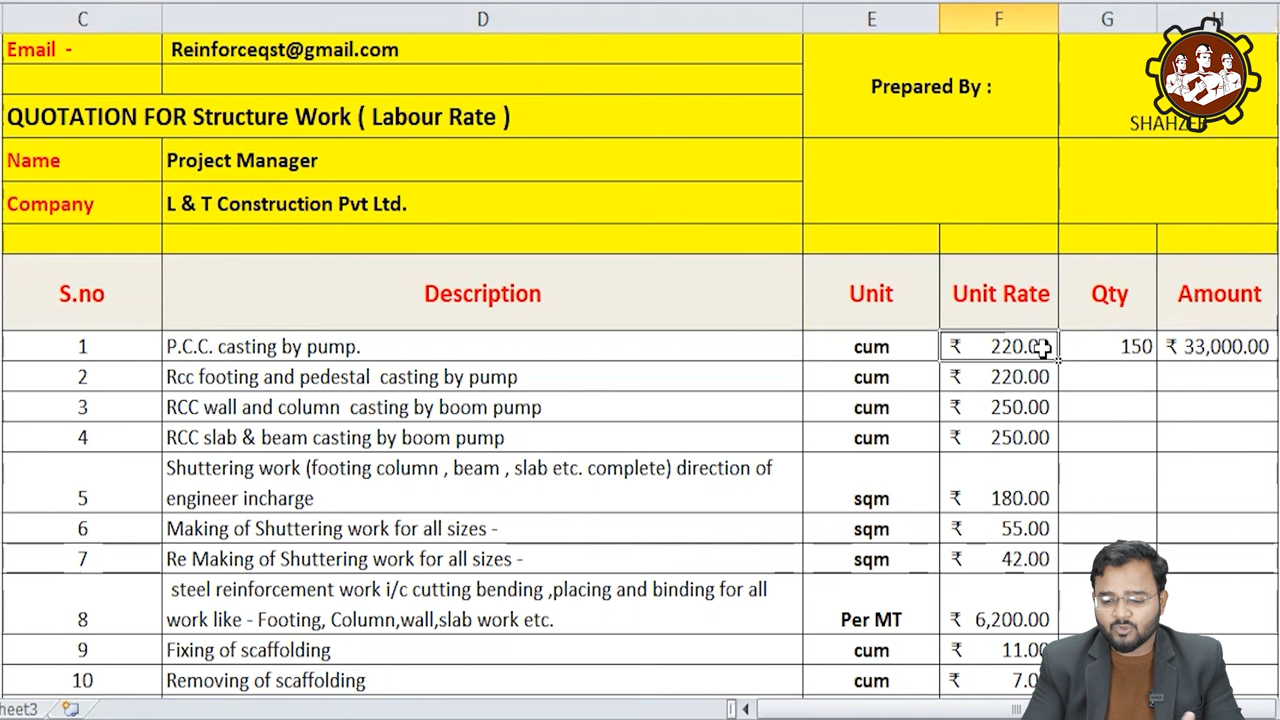 C D E F G H
Email - Reinforceqst@gmail.com
Prepared By :
QUOTATION FOR Structure Work ( Labour Rate )
Name Project Manager
Company L & T Construction Pvt Ltd.
S.no Description Unit Unit Rate Qty Amount
1 P.C.C. casting by pump. cum ₹ 220.00 150 ₹ 33,000.00
2 Rcc footing and pedestal casting by pump cum ₹ 220.00
3 RCC wall and column casting by boom pump cum ₹ 250.00
4 RCC slab & beam casting by boom pump cum ₹ 250.00
Shuttering work (footing column , beam , slab etc. complete) direction of
5 engineer incharge sqm ₹ 180.00
6 Making of Shuttering work for all sizes - sqm ₹ 55.00
7 Re Making of Shuttering work for all sizes - sqm ₹ 42.00
steel reinforcement work i/c cutting bending ,placing and binding for all
8 work like - Footing, Column,wall,slab work etc. Per MT ₹ 6,200.00
9 Fixing of scaffolding cum ₹ 11.00
10 Removing of scaffolding cum ₹ 7.0